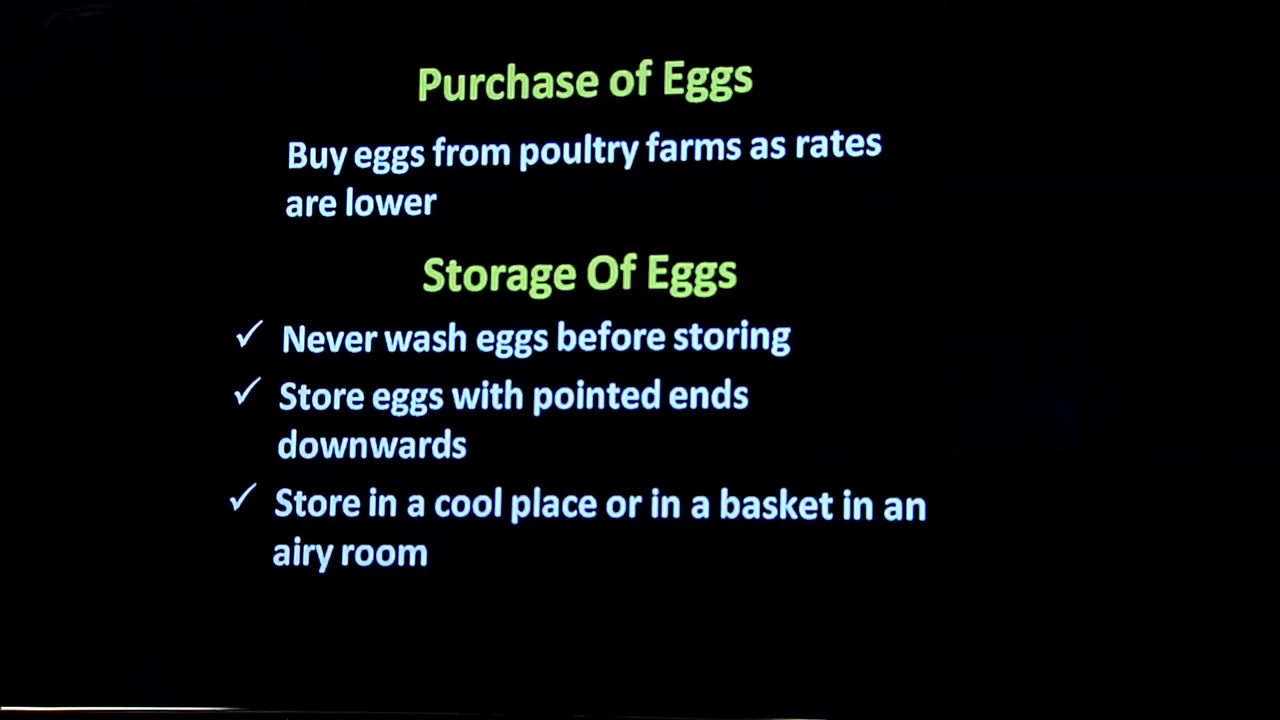 Purchase of Eggs
Buy eggs from poultry farms as rates
are lower
Storage Of Eggs
✓ Never wash eggs before storing
✓ Store eggs with pointed ends
downwards
✓ Store in a cool place or in a basket in an
airy room